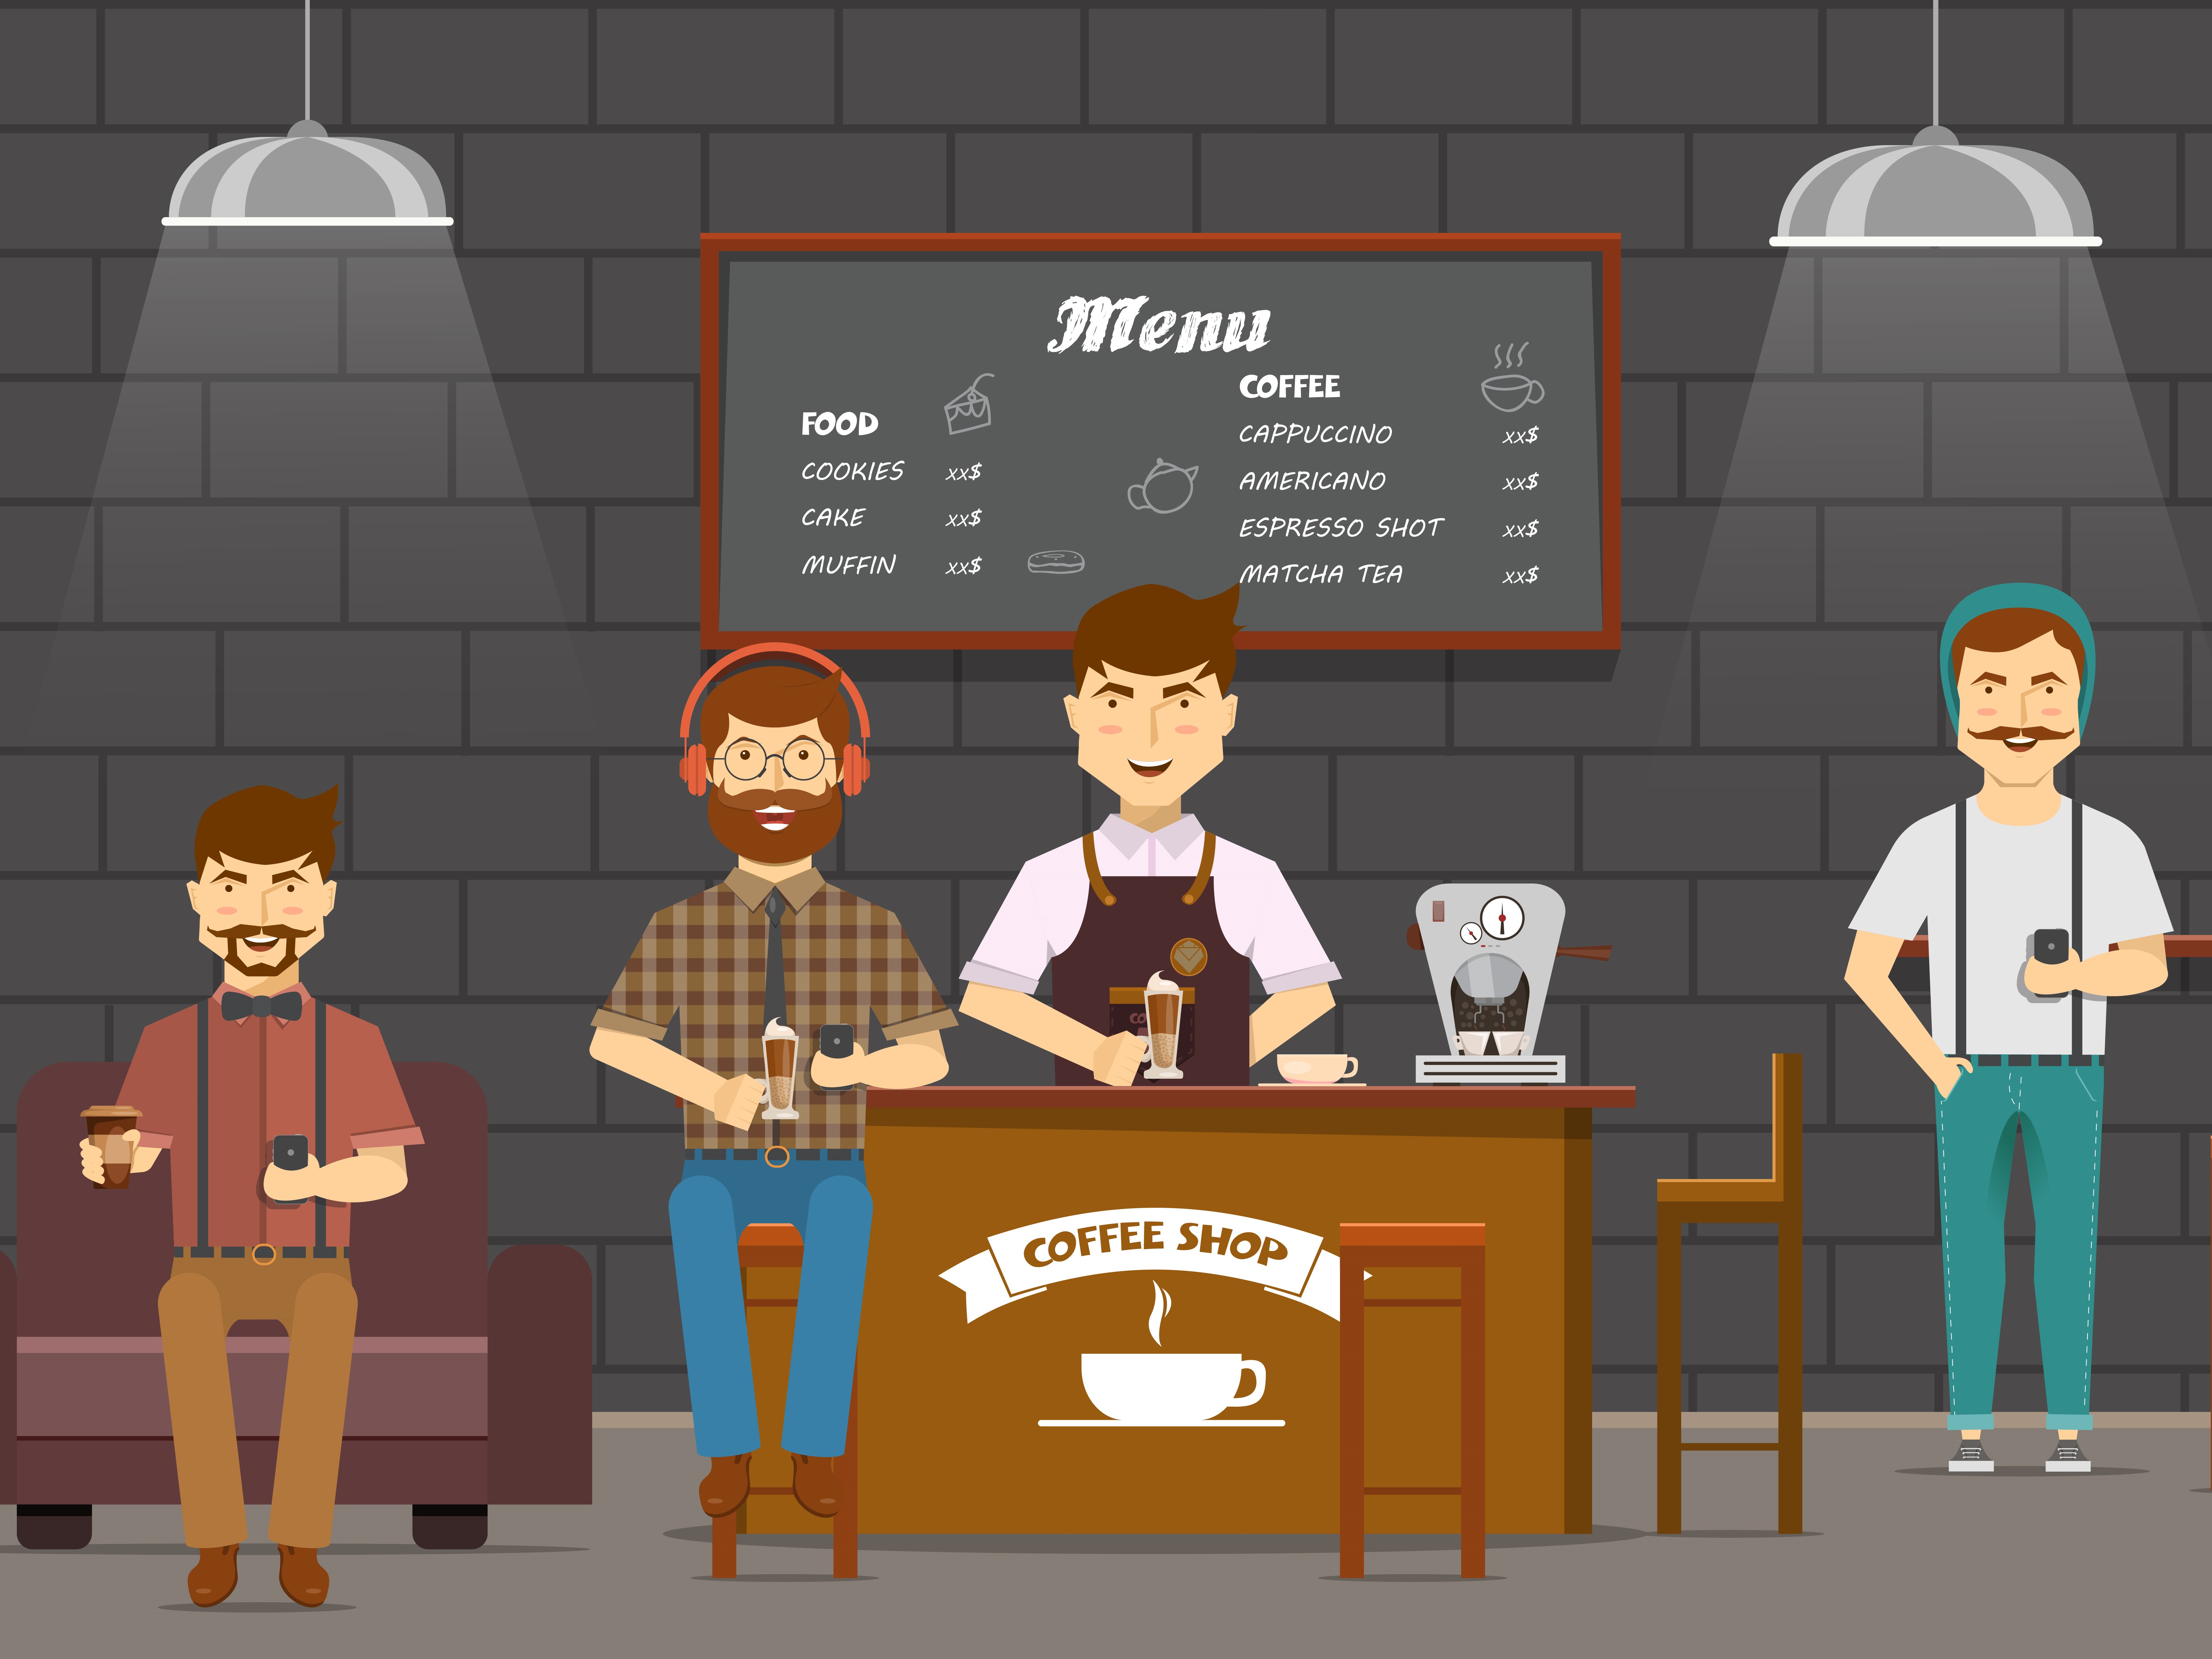 Menu
FOOD
COOKIES xx$
CAKE xx$
MUFFIN xx$
COFFEE
CAPPUCCINO xx$
AMERICANO xx$
ESPRESSO SHOT xx$
MATCHA TEA xx$
COFFEE SHOP